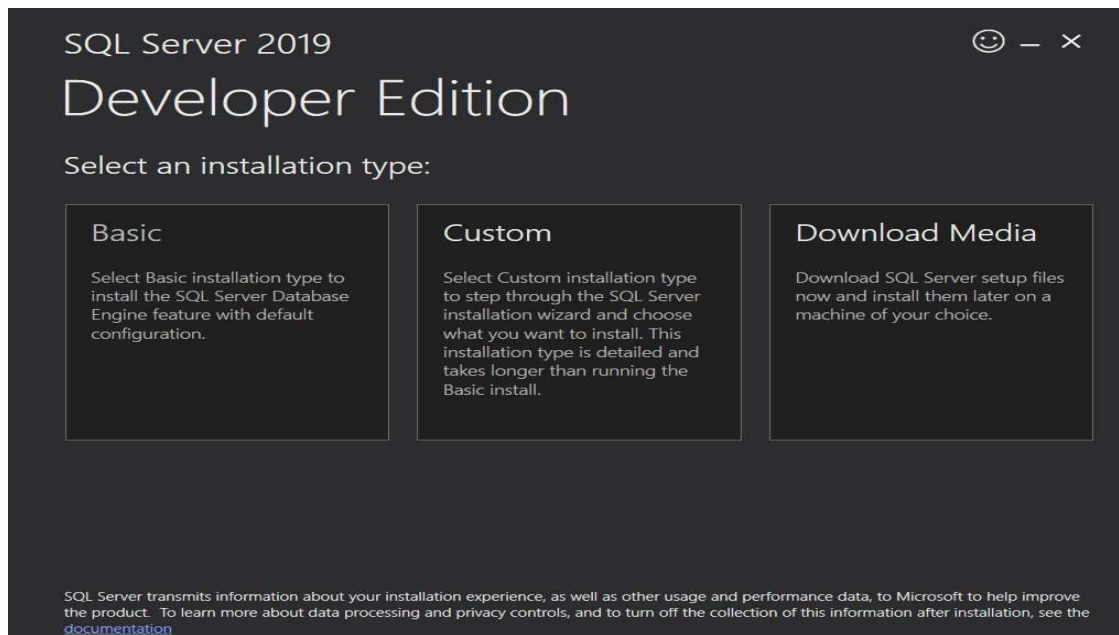 SQL Server 2019
Developer Edition
Select an installation type:
Basic
Select Basic installation type to
install the SQL Server Database
Engine feature with default
configuration.
Custom
Select Custom installation type
to step through the SQL Server
installation wizard and choose
what you want to install. This
installation type is detailed and
takes longer than running the
Basic install.
Download Media
Download SQL Server setup files
now and install them later on a
machine of your choice.
SQL Server transmits information about your installation experience, as well as other usage and performance data, to Microsoft to help improve
the product. To learn more about data processing and privacy controls, and to turn off the collection of this information after installation, see the
documentation